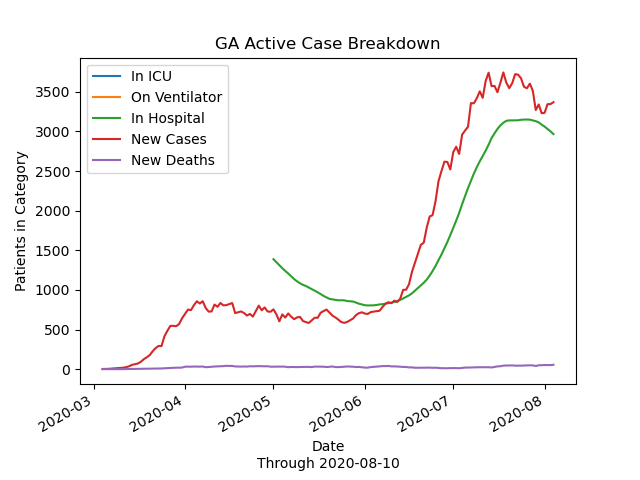 GA Active Case Breakdown
In ICU
On Ventilator
In Hospital
New Cases
New Deaths
Patients in Category
3500
3000
2500
2000
1500
1000
500
0
2020-03
2020-04
2020-05
2020-06
2020-07
2020-08
Date
Through 2020-08-10